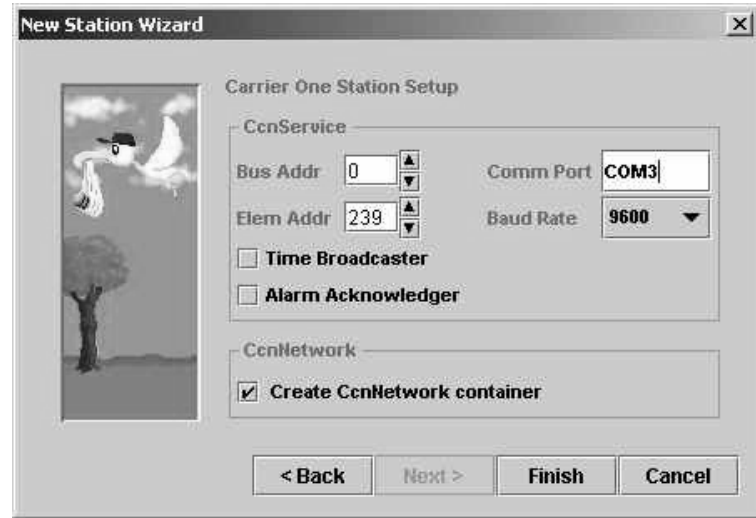 New Station Wizard
Carrier One Station Setup
CcnService
Bus Addr 0 Comm Port COM3
Elem Addr 239 Baud Rate 9600
Time Broadcaster
Alarm Acknowledger
CcnNetwork
Create CcnNetwork container
< Back Next > Finish Cancel